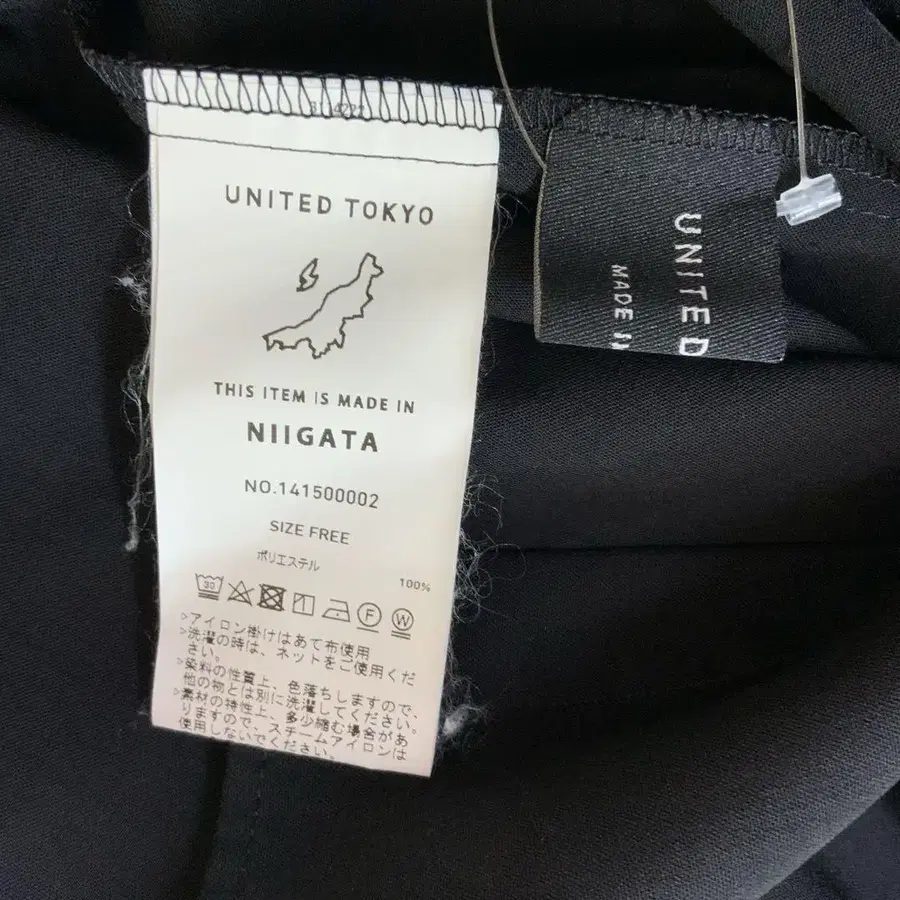 UNITED TOKYO
THIS ITEM IS MADE IN
NIIGATA
NO.141500002
SIZE FREE
ポリエステル
100%
30
F
W
>アイロン掛けはあて布使用
>洗濯の時は、ネットをご使用くだ
さい。
>染料の性質上、色落ちしますので、
他の物とは別に洗濯してください。
>素材の特性上、多少縮む場合があ
りますので、スチームアイロンは
使用しないでください。
UNITED
MADE IN